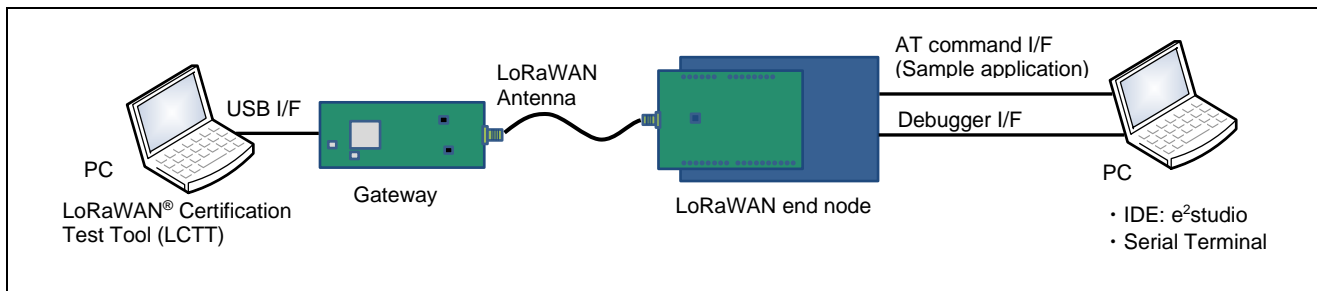 PC
LoRaWAN® Certification
Test Tool (LCTT)
USB I/F
Gateway
LoRaWAN
Antenna
LoRaWAN end node
AT command I/F
(Sample application)
Debugger I/F
PC
・IDE: e²studio
・Serial Terminal